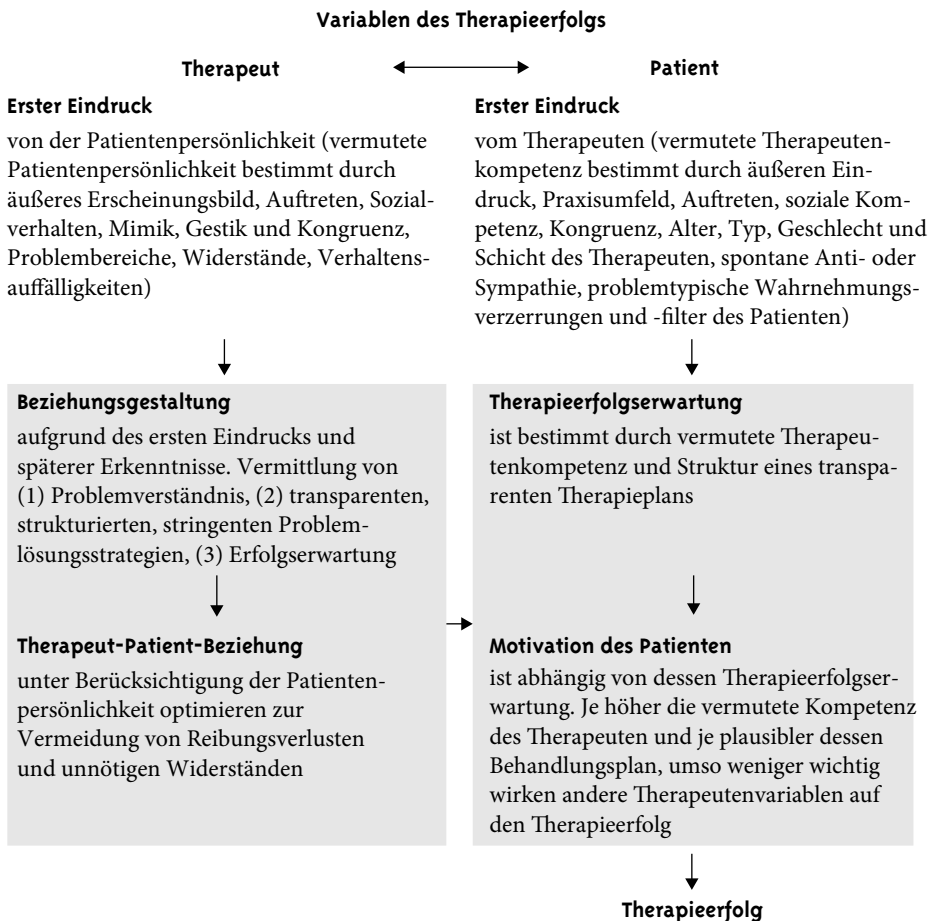 Variablen des Therapieerfolgs
Therapeut
Patient
Erster Eindruck
von der Patientenpersönlichkeit (vermutete
Patientenpersönlichkeit bestimmt durch
äußeres Erscheinungsbild, Auftreten, Sozial-
verhalten, Mimik, Gestik und Kongruenz,
Problembereiche, Widerstände, Verhaltens-
auffälligkeiten)
Erster Eindruck
vom Therapeuten (vermutete Therapeuten-
kompetenz bestimmt durch äußeren Ein-
druck, Praxisumfeld, Auftreten, soziale Kom-
petenz, Kongruenz, Alter, Typ, Geschlecht und
Schicht des Therapeuten, spontane Anti- oder
Sympathie, problemtypische Wahrnehmungs-
verzerrungen und -filter des Patienten)
Beziehungsgestaltung
aufgrund des ersten Eindrucks und
späterer Erkenntnisse. Vermittlung von
(1) Problemverständnis, (2) transparenten,
strukturierten, stringenten Problem-
lösungsstrategien, (3) Erfolgserwartung
Therapeut-Patient-Beziehung
unter Berücksichtigung der Patienten-
persönlichkeit optimieren zur
Vermeidung von Reibungsverlusten
und unnötigen Widerständen
Therapieerfolgserwartung
ist bestimmt durch vermutete Therapeu-
tenkompetenz und Struktur eines transpa-
renten Therapieplans
Motivation des Patienten
ist abhängig von dessen Therapieerfolgser-
wartung. Je höher die vermutete Kompetenz
des Therapeuten und je plausibler dessen
Behandlungsplan, umso weniger wichtig
wirken andere Therapeutenvariablen auf
den Therapieerfolg
Therapieerfolg